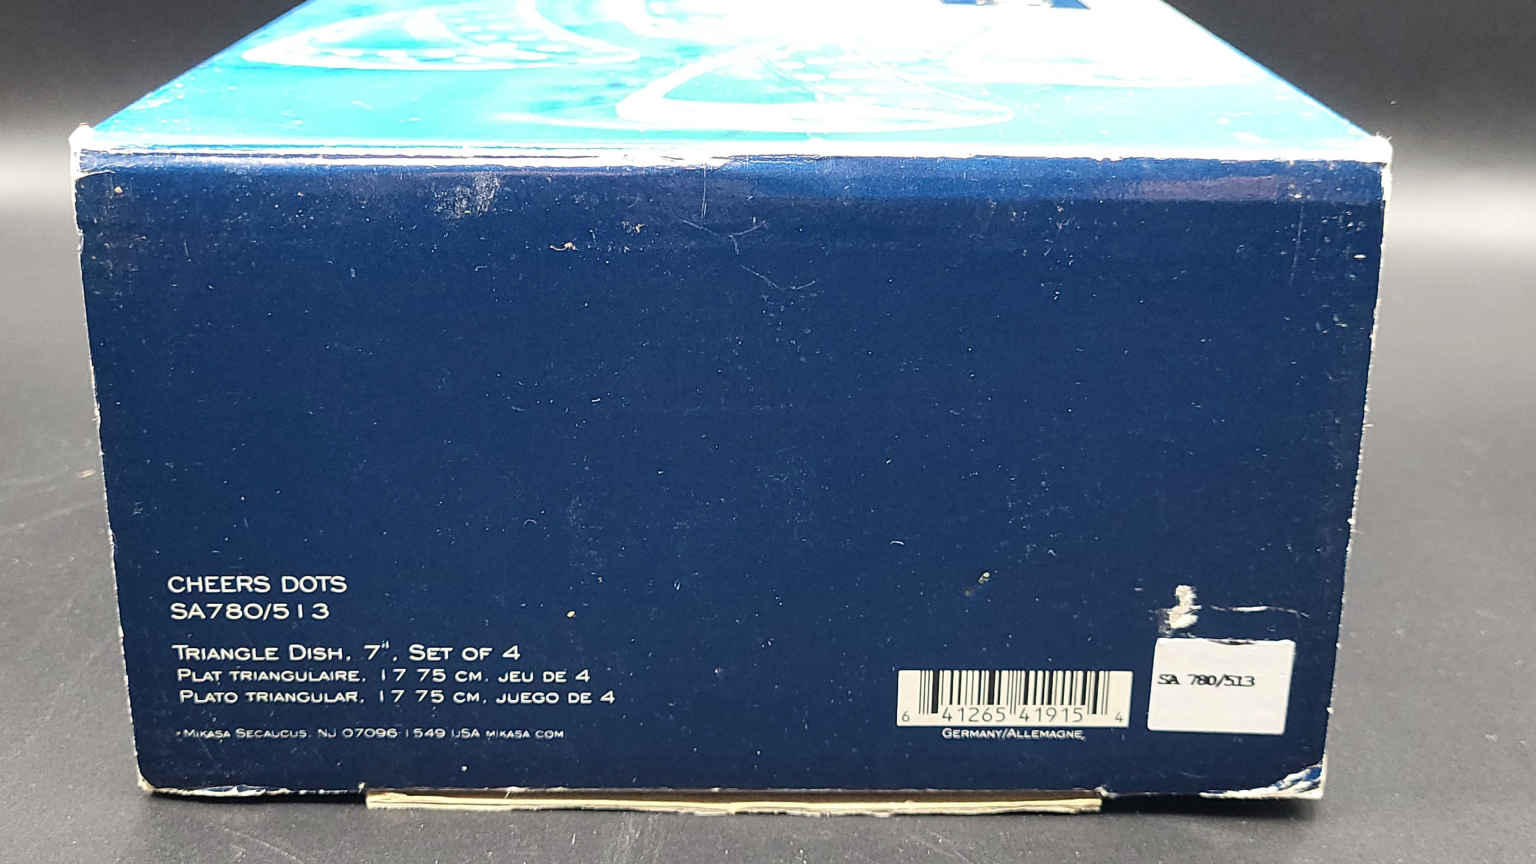 CHEERS DOTS
SA780/513
TRIANGLE DISH, 7", SET OF 4
PLAT TRIANGULAIRE, 17 75 CM, JEU DE 4
PLATO TRIANGULAR, 17 75 CM, JUEGO DE 4
MIKASA SECAUCUS, NJ 07096-1549 USA MIKASA COM
6 41265 41915 4
GERMANY/ALLEMAGNE
SA 780/513